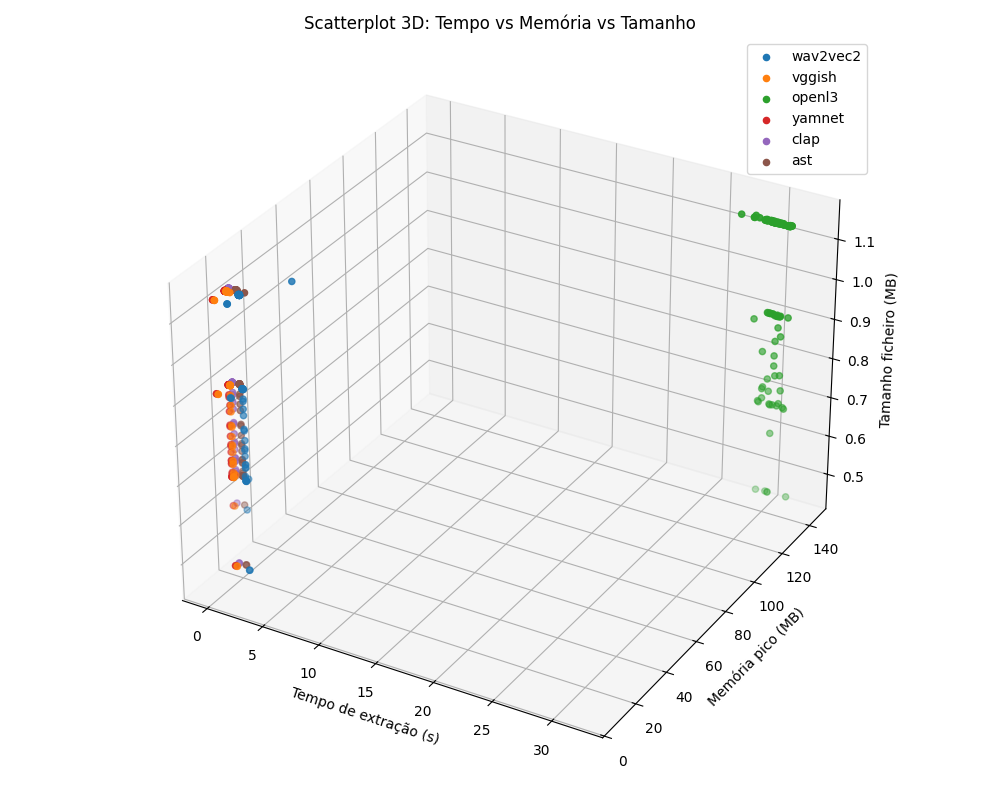 Scatterplot 3D: Tempo vs Memória vs Tamanho
wav2vec2
vggish
openl3
yamnet
clap
ast
1.1
1.0
0.9
0.8
0.7
0.6
0.5
Tamanho ficheiro (MB)
140
120
100
80
60
40
20
0
Memória pico (MB)
0
5
10
15
20
25
30
Tempo de extração (s)